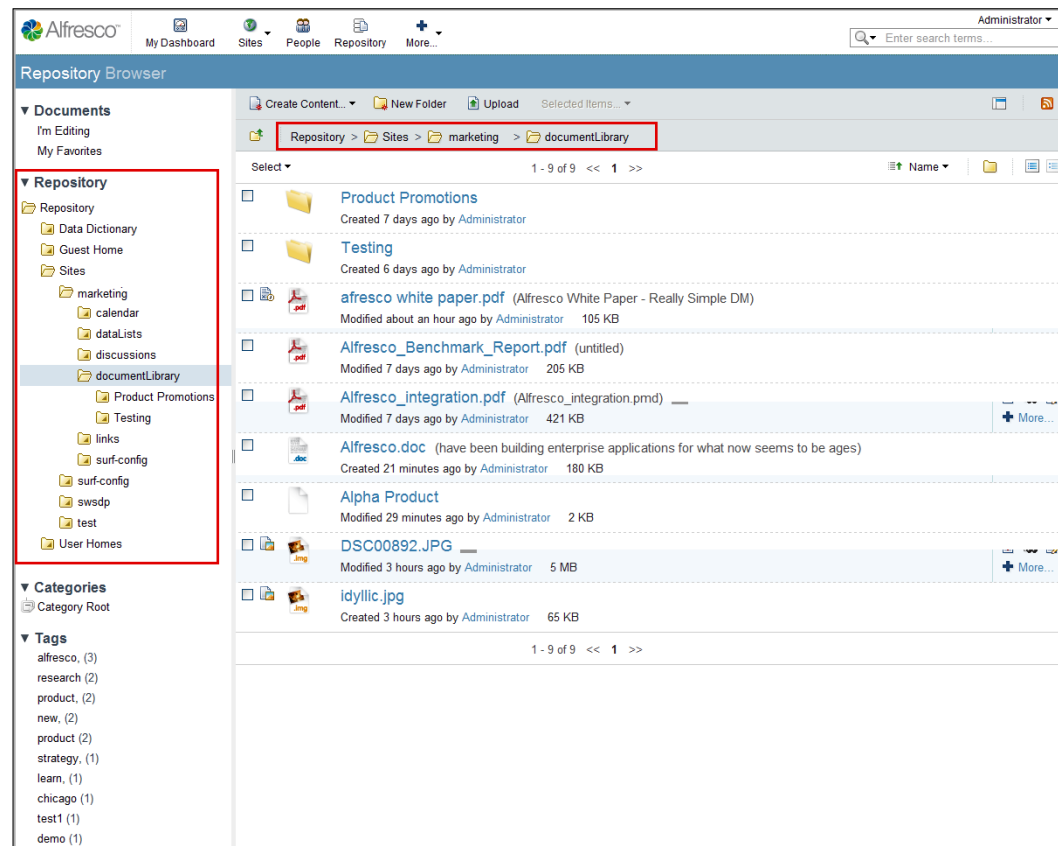 Alfresco™
My Dashboard
Sites
People
Repository
More...
Administrator
Enter search terms...
Repository Browser
Documents
I'm Editing
My Favorites
Repository
Repository
Data Dictionary
Guest Home
Sites
marketing
calendar
dataLists
discussions
documentLibrary
Product Promotions
Testing
links
surf-config
surf-config
swsdp
test
User Homes
Categories
Category Root
Tags
alfresco, (3)
research (2)
product, (2)
new, (2)
product (2)
strategy, (1)
learn, (1)
chicago (1)
test1 (1)
demo (1)
Create Content... New Folder Upload Selected Items...
Repository > Sites > marketing > documentLibrary
Select 1 - 9 of 9 << 1 >> Name
Product Promotions
Created 7 days ago by Administrator
Testing
Created 6 days ago by Administrator
.pdf
afresco white paper.pdf (Alfresco White Paper - Really Simple DM)
Modified about an hour ago by Administrator 105 KB
.pdf
Alfresco_Benchmark_Report.pdf (untitled)
Modified 7 days ago by Administrator 205 KB
.pdf
Alfresco_integration.pdf (Alfresco_integration.pmd)
Modified 7 days ago by Administrator 421 KB
More...
.doc
Alfresco.doc (have been building enterprise applications for what now seems to be ages)
Created 21 minutes ago by Administrator 180 KB
Alpha Product
Modified 29 minutes ago by Administrator 2 KB
.img
DSC00892.JPG
Modified 3 hours ago by Administrator 5 MB
More...
.img
idyllic.jpg
Created 3 hours ago by Administrator 65 KB
1 - 9 of 9 << 1 >>